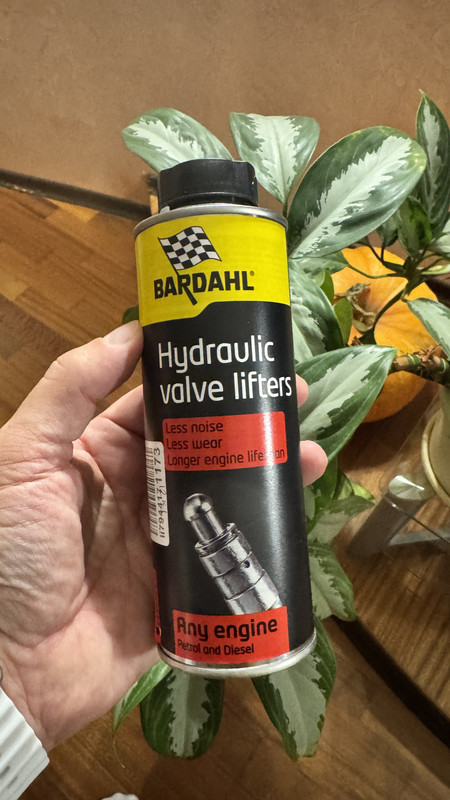 BARDAHL®
Hydraulic
valve lifters
Less noise
Less wear
Longer engine lifespan
Any engine
Petrol and Diesel